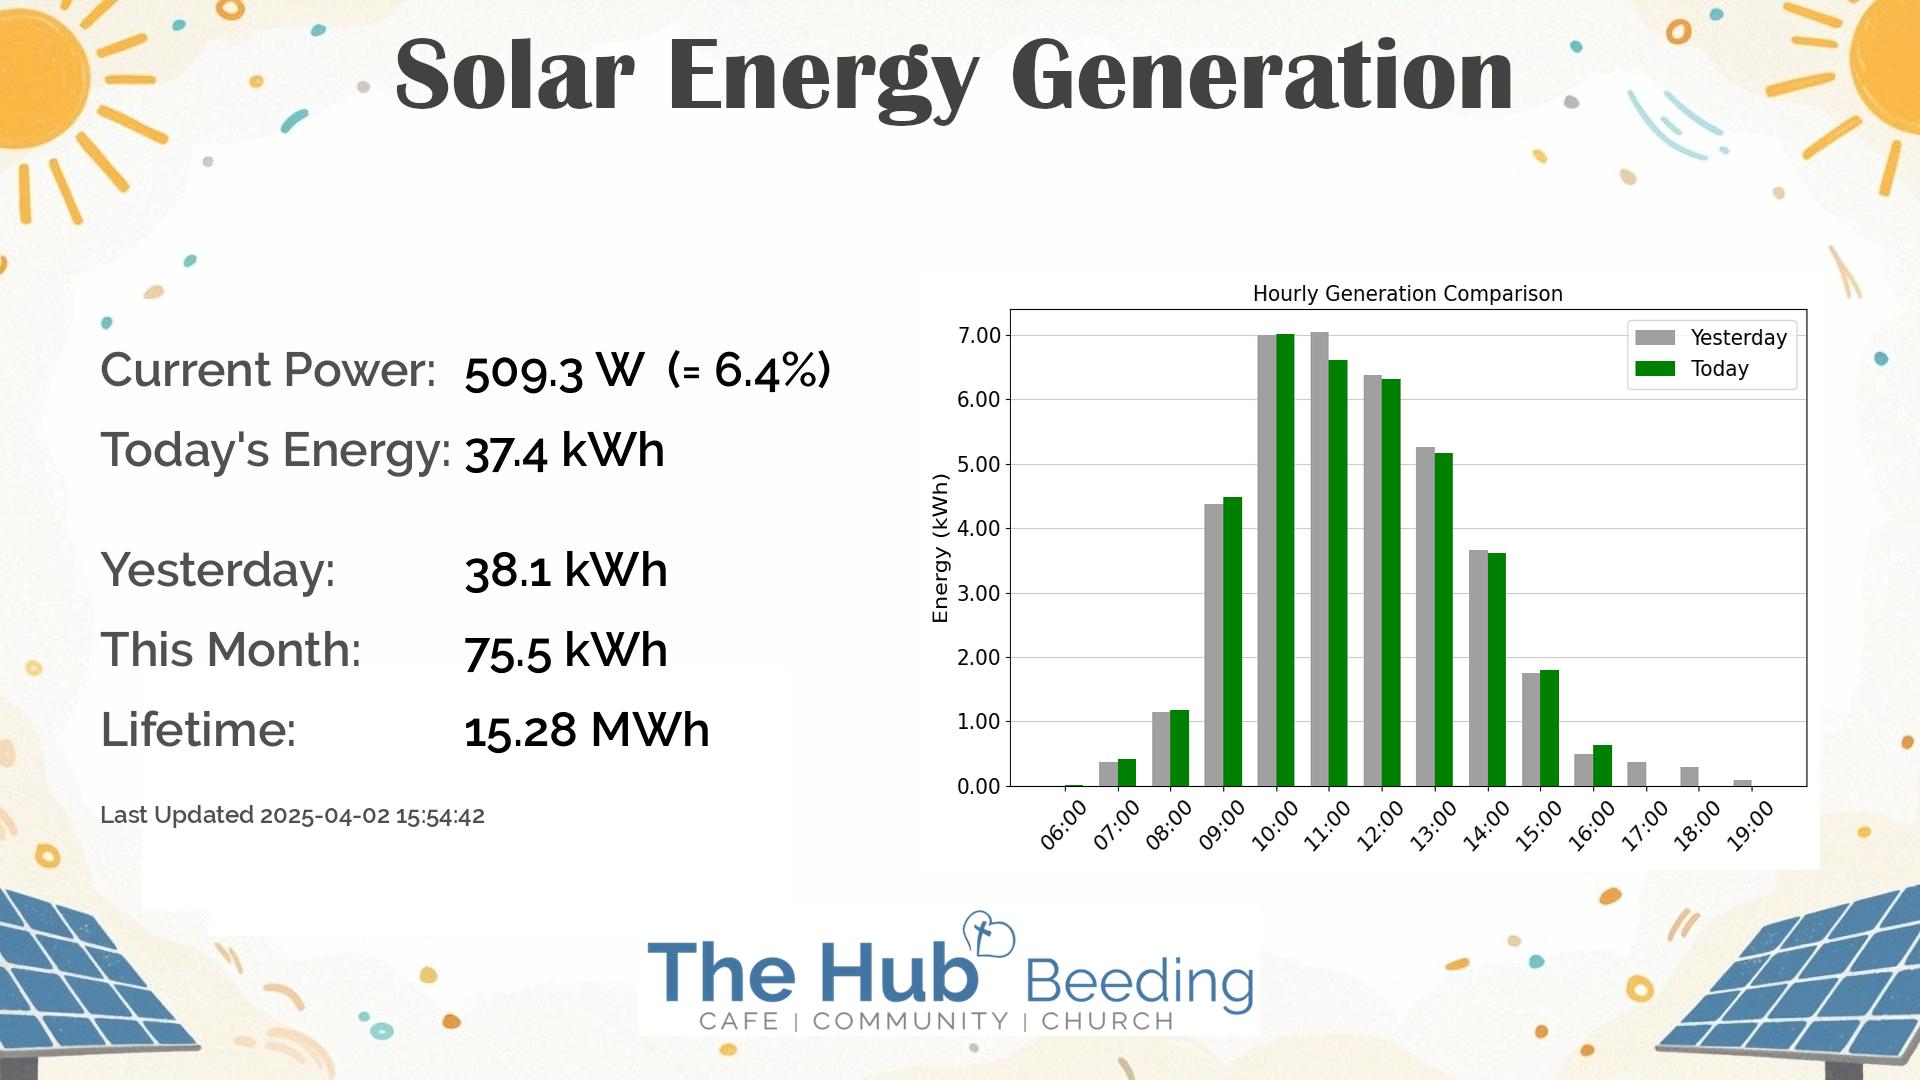 Solar Energy Generation
Current Power: 509.3 W (= 6.4%)
Today's Energy: 37.4 kWh
Yesterday: 38.1 kWh
This Month: 75.5 kWh
Lifetime: 15.28 MWh
Last Updated 2025-04-02 15:54:42
Hourly Generation Comparison
Yesterday
Today
Energy (kWh)
7.00
6.00
5.00
4.00
3.00
2.00
1.00
0.00
06:00 07:00 08:00 09:00 10:00 11:00 12:00 13:00 14:00 15:00 16:00 17:00 18:00 19:00
The Hub Beeding
CAFE | COMMUNITY | CHURCH